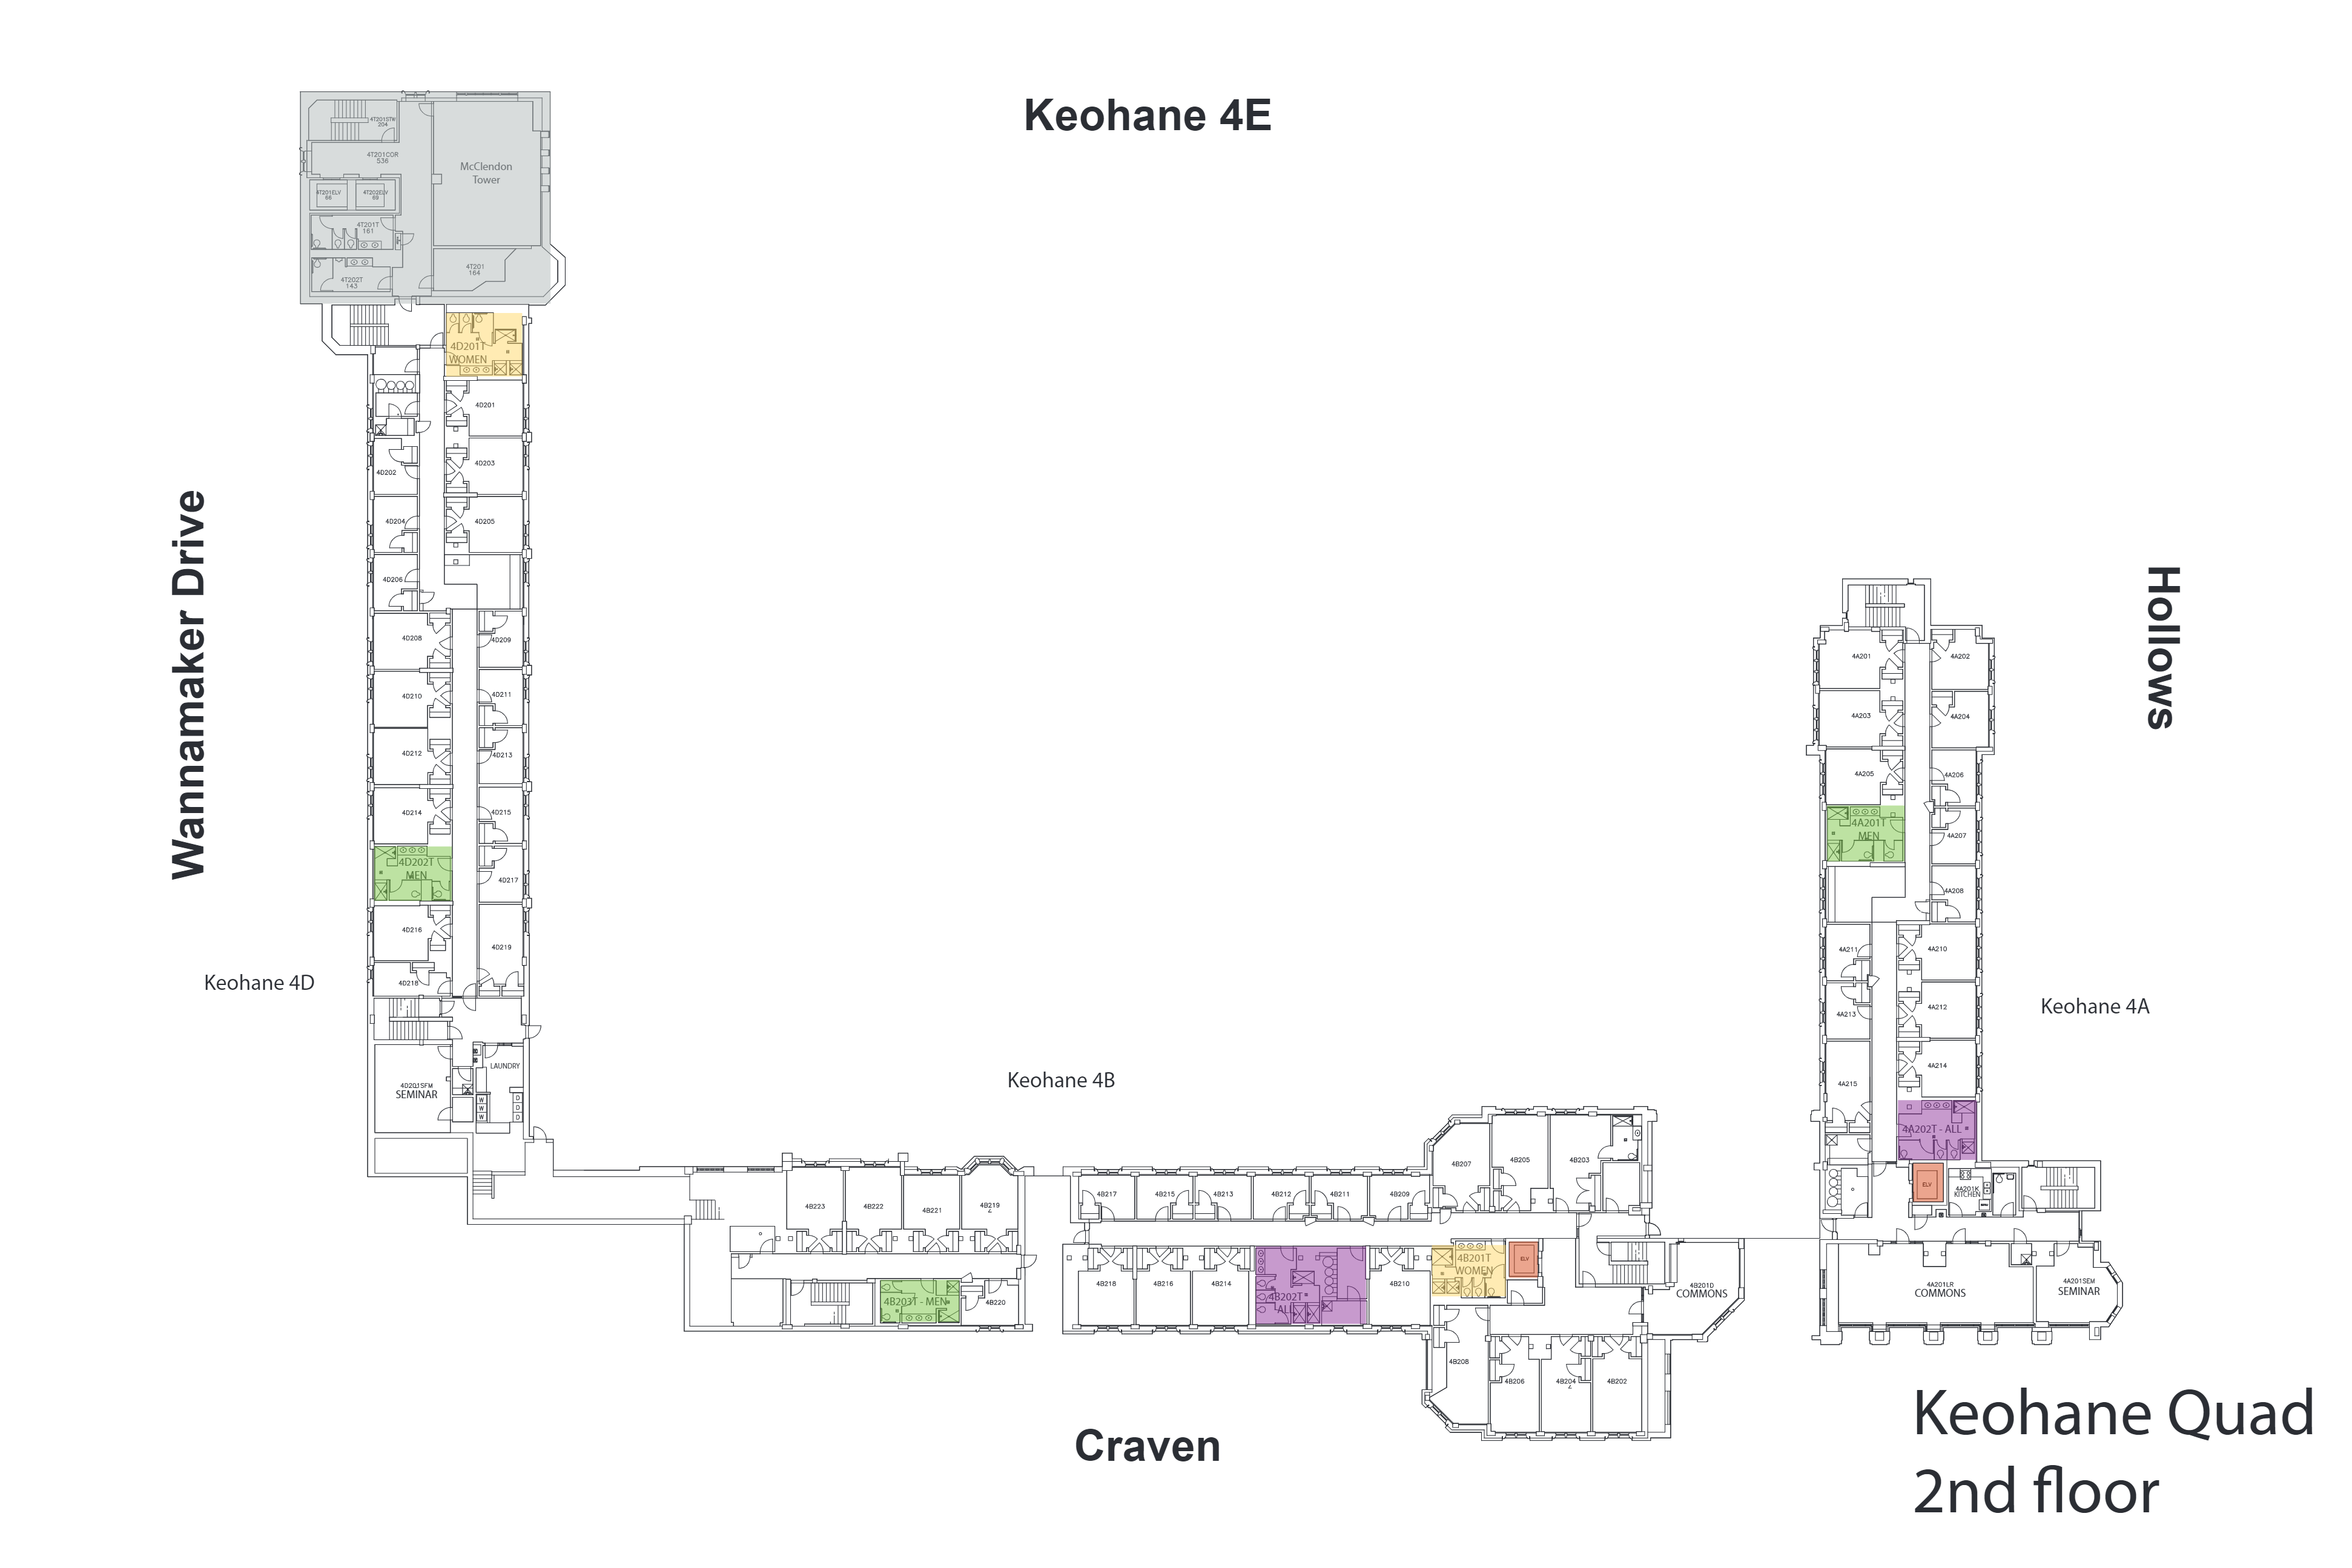 Keohane 4E
4T201STW
204
4T201COR
536
McClendon
Tower
4T201ELV
66
4T202ELV
69
4T201T
161
4T201
164
4T202T
143
4D201T
WOMEN
4D201
4D203
4D202
4D204
4D205
4D206
4D208
4D209
4D210
4D211
4D212
4D213
4D214
4D215
4D202T
MEN
4D217
4D216
4D219
4D218
LAUNDRY
4D201SFM
SEMINAR
W
W
W
D
D
D
Wannamaker Drive
Keohane 4D
Hollows
4A201
4A202
4A203
4A204
4A205
4A206
4A201T
MEN
4A207
4A208
4A211
4A210
4A213
4A212
4A214
4A215
4A202T - ALL
ELV
4A201K
KITCHEN
4A201LR
COMMONS
4A201SEM
SEMINAR
Keohane 4A
Keohane 4B
4B223
4B222
4B221
4B219
4
4B203T - MEN
4B220
4B217
4B215
4B213
4B212
4B211
4B209
4B207
4B205
4B203
4B218
4B216
4B214
4B202T
ALL
4B210
4B201T
WOMEN
ELV
4B201D
COMMONS
4B208
4B206
4B204
4
4B202
Craven
Keohane Quad
2nd floor